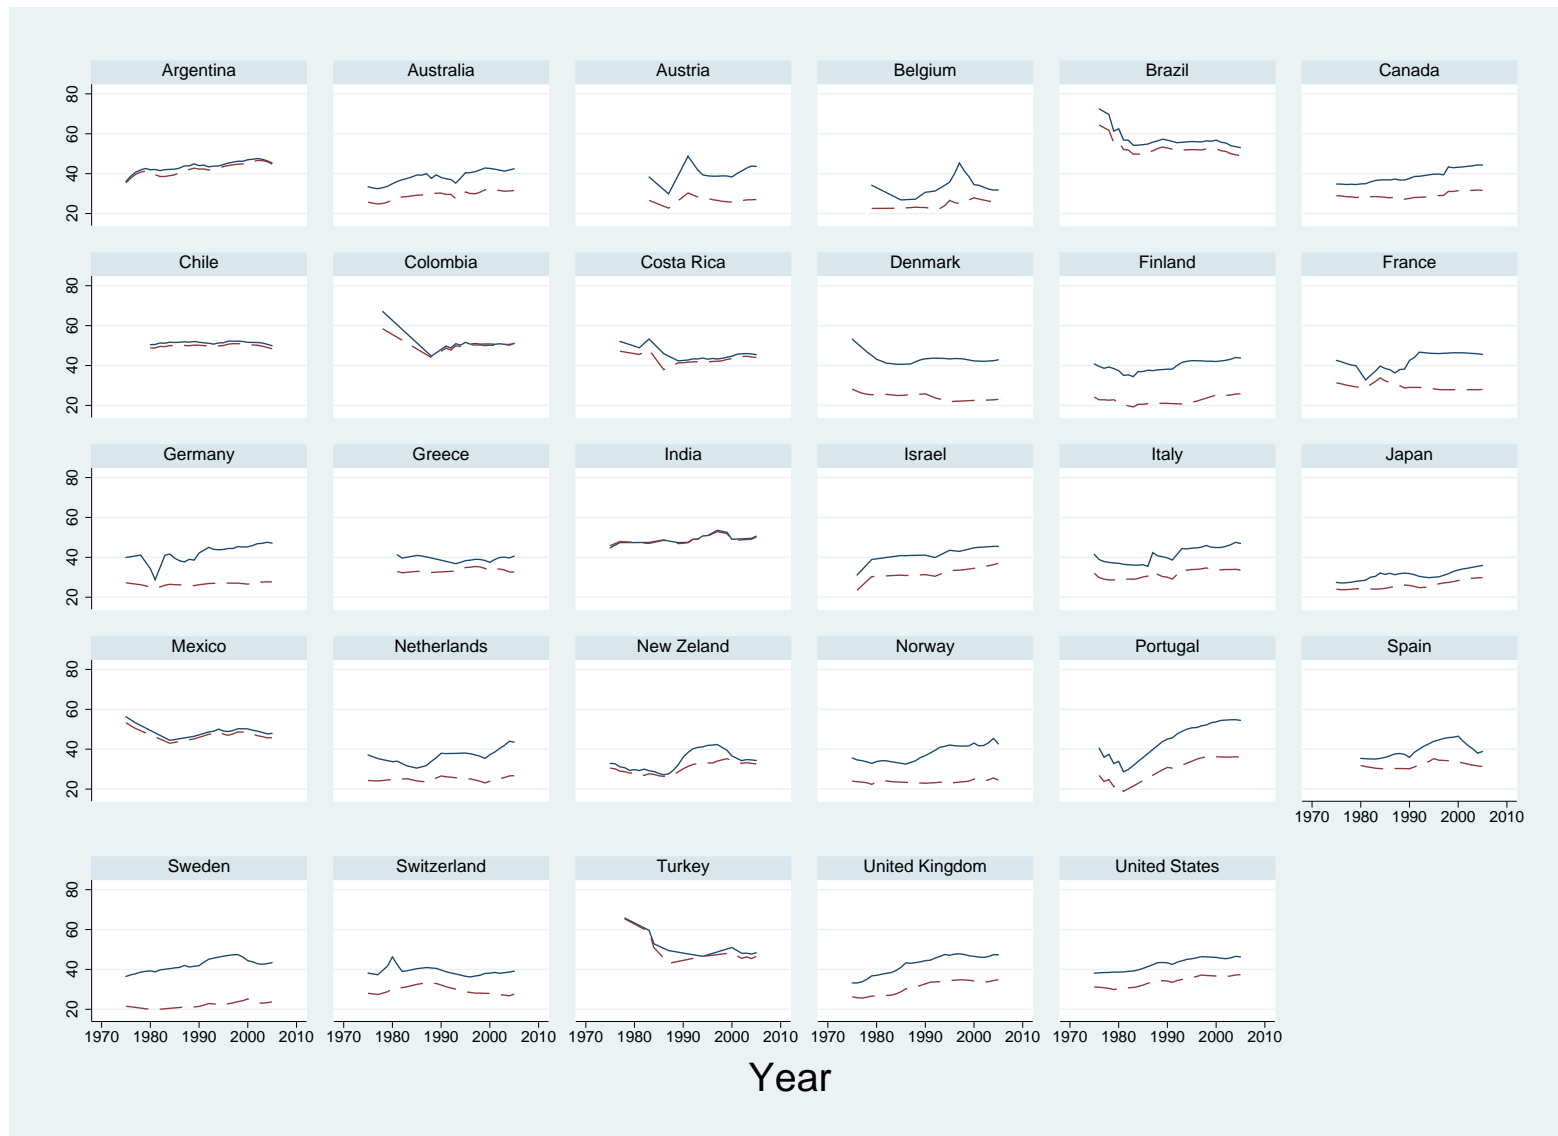 Argentina Australia Austria Belgium Brazil Canada
80
60
40
20
Chile Colombia Costa Rica Denmark Finland France
80
60
40
20
Germany Greece India Israel Italy Japan
80
60
40
20
Mexico Netherlands New Zeland Norway Portugal Spain
80
60
40
20
1970 1980 1990 2000 2010
Sweden Switzerland Turkey United Kingdom United States
80
60
40
20
1970 1980 1990 2000 2010 1970 1980 1990 2000 2010 1970 1980 1990 2000 2010 1970 1980 1990 2000 2010 1970 1980 1990 2000 2010
Year